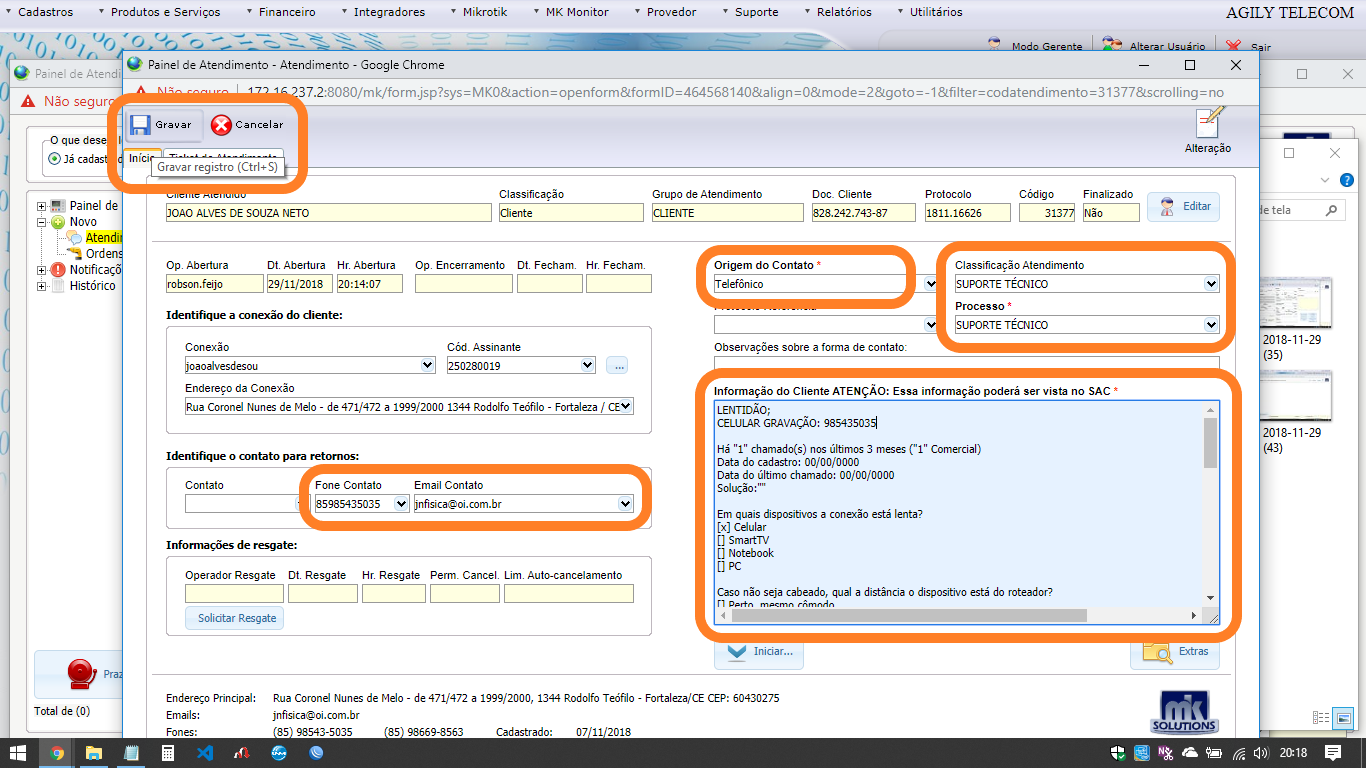 Cadastros Produtos e Serviços Financeiro Integradores Mikrotik MK Monitor Provedor Suporte Relatórios Utilitários AGILY TELECOM
Modo Gerente Alterar Usuário Sair
Painel de Atend
Painel de Atendimento - Atendimento - Google Chrome
Não seguro
Não seguro 172.16.237.2:8080/mk/form.jsp?sys=MK0&action=openform&formID=464568140&align=0&mode=2&goto=-1&filter=codatendimento=31377&scrolling=no
Gravar Cancelar
Alteração
O que dese
Já cadast
Início Ticket de Atendimento
Gravar registro (Ctrl+S)
Painel de
Novo
Atendi
Ordens
Notificaçõ
Histórico
de tela
Cliente Atendido Classificação Grupo de Atendimento Doc. Cliente Protocolo Código Finalizado
JOAO ALVES DE SOUZA NETO Cliente CLIENTE 828.242.743-87 1811.16626 31377 Não Editar
Op. Abertura Dt. Abertura Hr. Abertura Op. Encerramento Dt. Fecham. Hr. Fecham.
robson.feijo 29/11/2018 20:14:07
Origem do Contato *
Telefônico
Classificação Atendimento
SUPORTE TÉCNICO
Processo *
SUPORTE TÉCNICO
Protocolo Referência
Observações sobre a forma de contato:
Identifique a conexão do cliente:
Conexão Cód. Assinante
joaoalvesdesou 250280019 ...
Endereço da Conexão
Rua Coronel Nunes de Melo - de 471/472 a 1999/2000 1344 Rodolfo Teófilo - Fortaleza / CE
Informação do Cliente ATENÇÃO: Essa informação poderá ser vista no SAC *
LENTIDÃO;
CELULAR GRAVAÇÃO: 985435035
Há "1" chamado(s) nos últimos 3 meses ("1" Comercial)
Data do cadastro: 00/00/0000
Data do último chamado: 00/00/0000
Solução:""
Em quais dispositivos a conexão está lenta?
[x] Celular
[] SmartTV
[] Notebook
[] PC
Caso não seja cabeado, qual a distância o dispositivo está do roteador?
[] Perto, mesmo cômodo
Identifique o contato para retornos:
Contato Fone Contato Email Contato
85985435035 jnfisica@oi.com.br
Informações de resgate:
Operador Resgate Dt. Resgate Hr. Resgate Perm. Cancel. Lim. Auto-cancelamento
Solicitar Resgate
Iniciar... Extras
2018-11-29
(35)
2018-11-29
(43)
Praz
Total de (0)
Endereço Principal: Rua Coronel Nunes de Melo - de 471/472 a 1999/2000, 1344 Rodolfo Teófilo - Fortaleza/CE CEP: 60430275
Emails: jnfisica@oi.com.br
Fones: (85) 98543-5035 (85) 98669-8563 Cadastrado: 07/11/2018
mk
SOLUTIONS
20:18